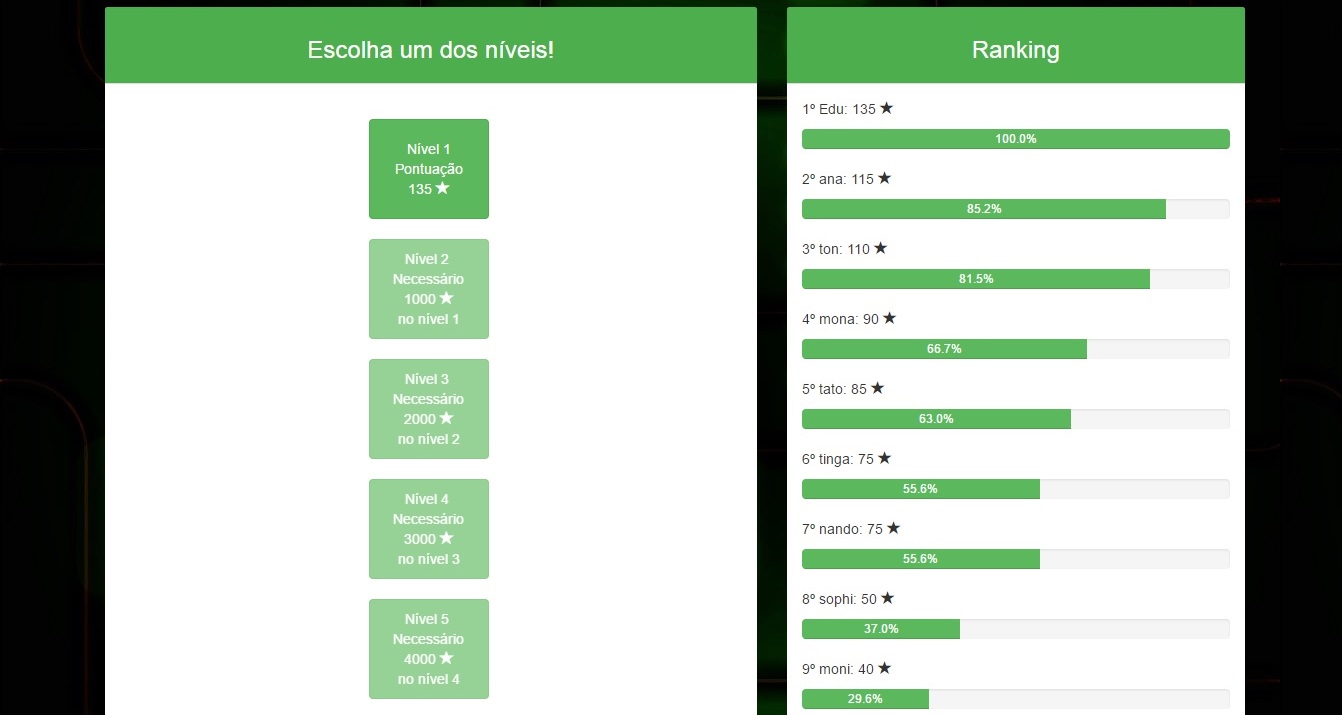 Escolha um dos níveis!
Nível 1
Pontuação
135 ★
Nível 2
Necessário
1000 ★
no nível 1
Nível 3
Necessário
2000 ★
no nível 2
Nível 4
Necessário
3000 ★
no nível 3
Nível 5
Necessário
4000 ★
no nível 4
Ranking
1º Edu: 135 ★
100.0%
2º ana: 115 ★
85.2%
3º ton: 110 ★
81.5%
4º mona: 90 ★
66.7%
5º tato: 85 ★
63.0%
6º tinga: 75 ★
55.6%
7º nando: 75 ★
55.6%
8º sophi: 50 ★
37.0%
9º moni: 40 ★
29.6%